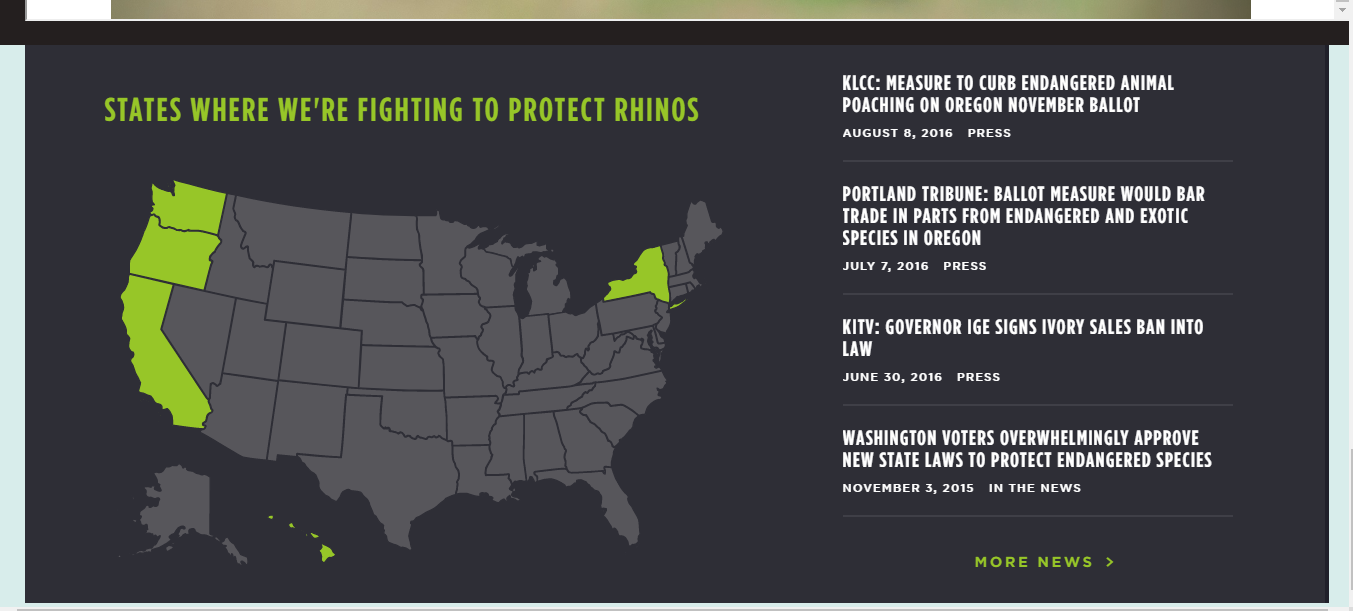 STATES WHERE WE'RE FIGHTING TO PROTECT RHINOS
KLCC: MEASURE TO CURB ENDANGERED ANIMAL
POACHING ON OREGON NOVEMBER BALLOT
AUGUST 8, 2016 PRESS
PORTLAND TRIBUNE: BALLOT MEASURE WOULD BAR
TRADE IN PARTS FROM ENDANGERED AND EXOTIC
SPECIES IN OREGON
JULY 7, 2016 PRESS
KITV: GOVERNOR IGE SIGNS IVORY SALES BAN INTO
LAW
JUNE 30, 2016 PRESS
WASHINGTON VOTERS OVERWHELMINGLY APPROVE
NEW STATE LAWS TO PROTECT ENDANGERED SPECIES
NOVEMBER 3, 2015 IN THE NEWS
MORE NEWS >